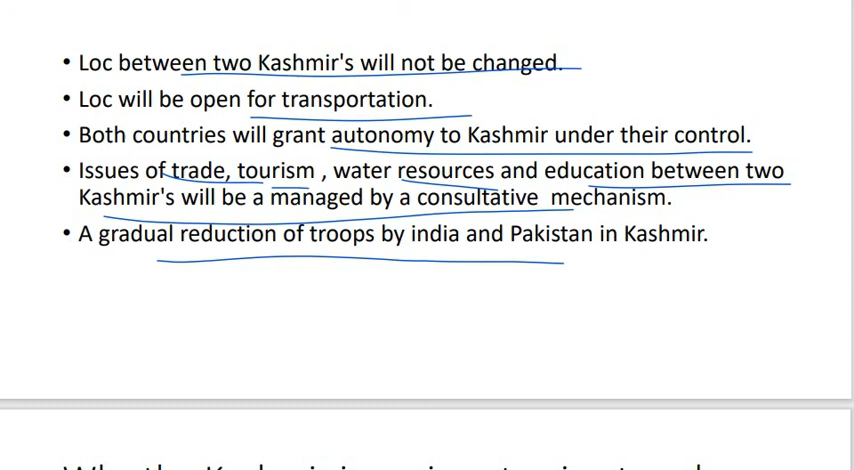 • Loc between two Kashmir's will not be changed.
• Loc will be open for transportation.
• Both countries will grant autonomy to Kashmir under their control.
• Issues of trade, tourism , water resources and education between two
Kashmir's will be a managed by a consultative  mechanism.
• A gradual reduction of troops by india and Pakistan in Kashmir.